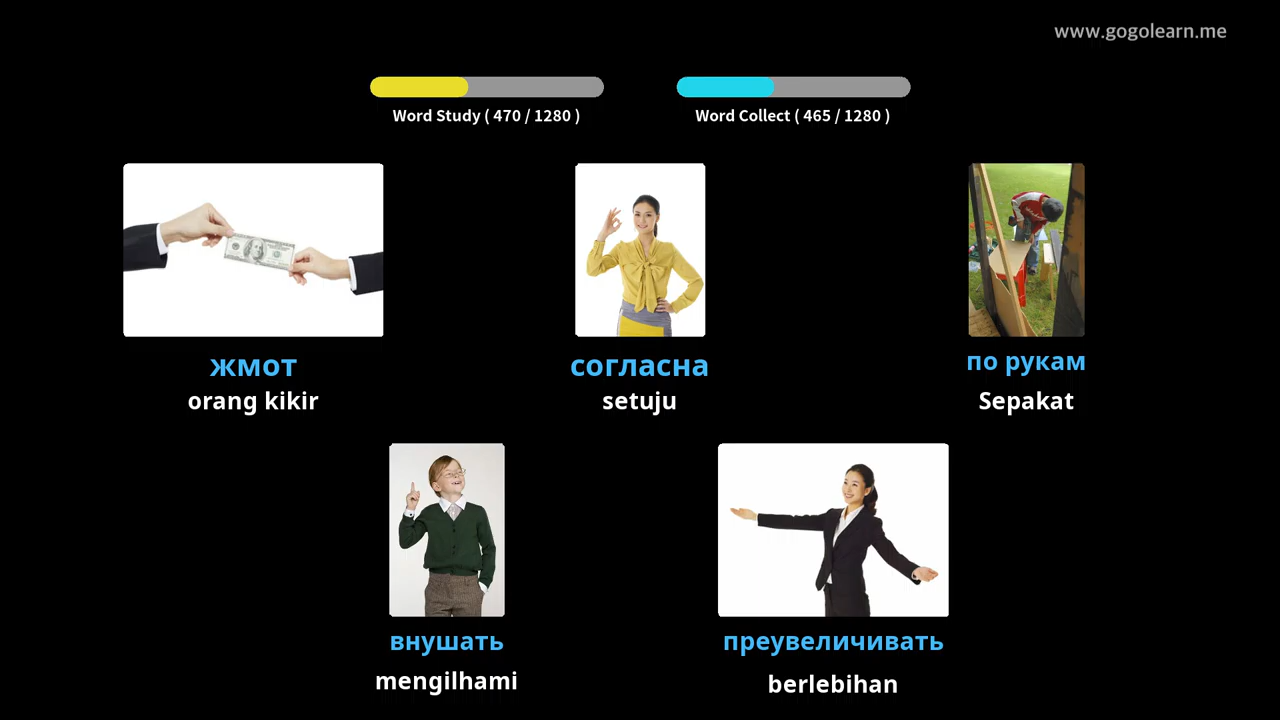 www.gogolearn.me
Word Study ( 470 / 1280 )
Word Collect ( 465 / 1280 )
жмот
orang kikir
согласна
setuju
по рукам
Sepakat
внушать
mengilhami
преувеличивать
berlebihan